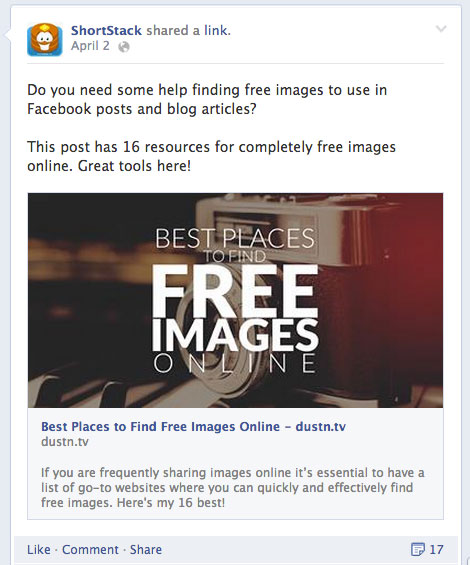 ShortStack shared a link.
April 2
Do you need some help finding free images to use in
Facebook posts and blog articles?
This post has 16 resources for completely free images
online. Great tools here!
BEST PLACES
TO FIND
FREE
IMAGES
ONLINE
Best Places to Find Free Images Online - dustn.tv
dustn.tv
If you are frequently sharing images online it's essential to have a
list of go-to websites where you can quickly and effectively find
free images. Here's my 16 best!
Like · Comment · Share
17